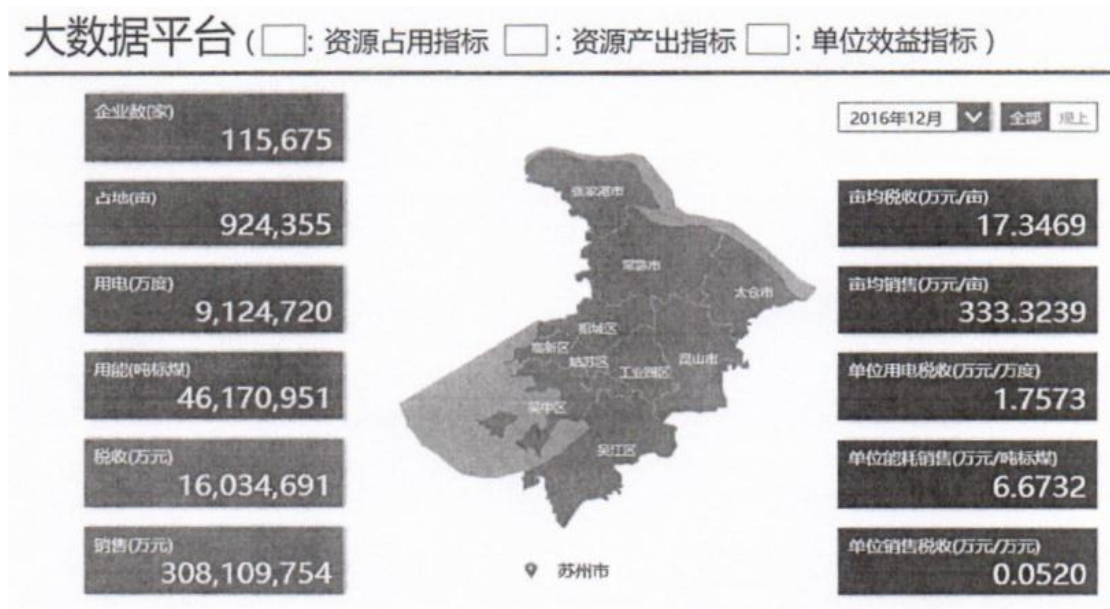 大数据平台 (□: 资源占用指标 □: 资源产出指标 □: 单位效益指标)
企业数(家)
115,675
占地(亩)
924,355
用电(万度)
9,124,720
用能(吨标煤)
46,170,951
税收(万元)
16,034,691
销售(万元)
308,109,754
张家港市
常熟市
太仓市
相城区
高新区
姑苏区
工业园区
昆山市
吴中区
吴江区
苏州市
2016年12月
全部 规上
亩均税收(万元/亩)
17.3469
亩均销售(万元/亩)
333.3239
单位用电税收(万元/万度)
1.7573
单位能耗销售(万元/吨标煤)
6.6732
单位销售税收(万元/万元)
0.0520